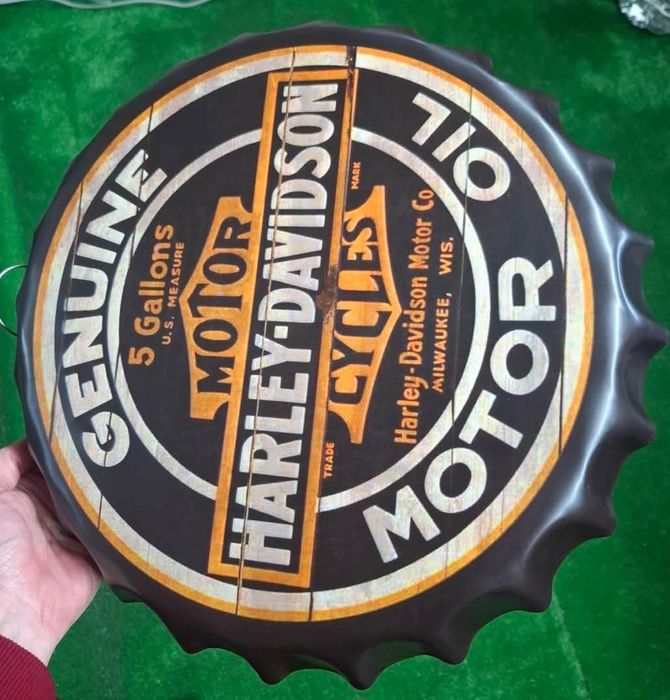 GENUINE
5 Gallons
U.S. MEASURE
MOTOR
HARLEY-DAVIDSON
TRADE MARK
CYCLES
Harley-Davidson Motor Co
MILWAUKEE, WIS.
MOTOR OIL